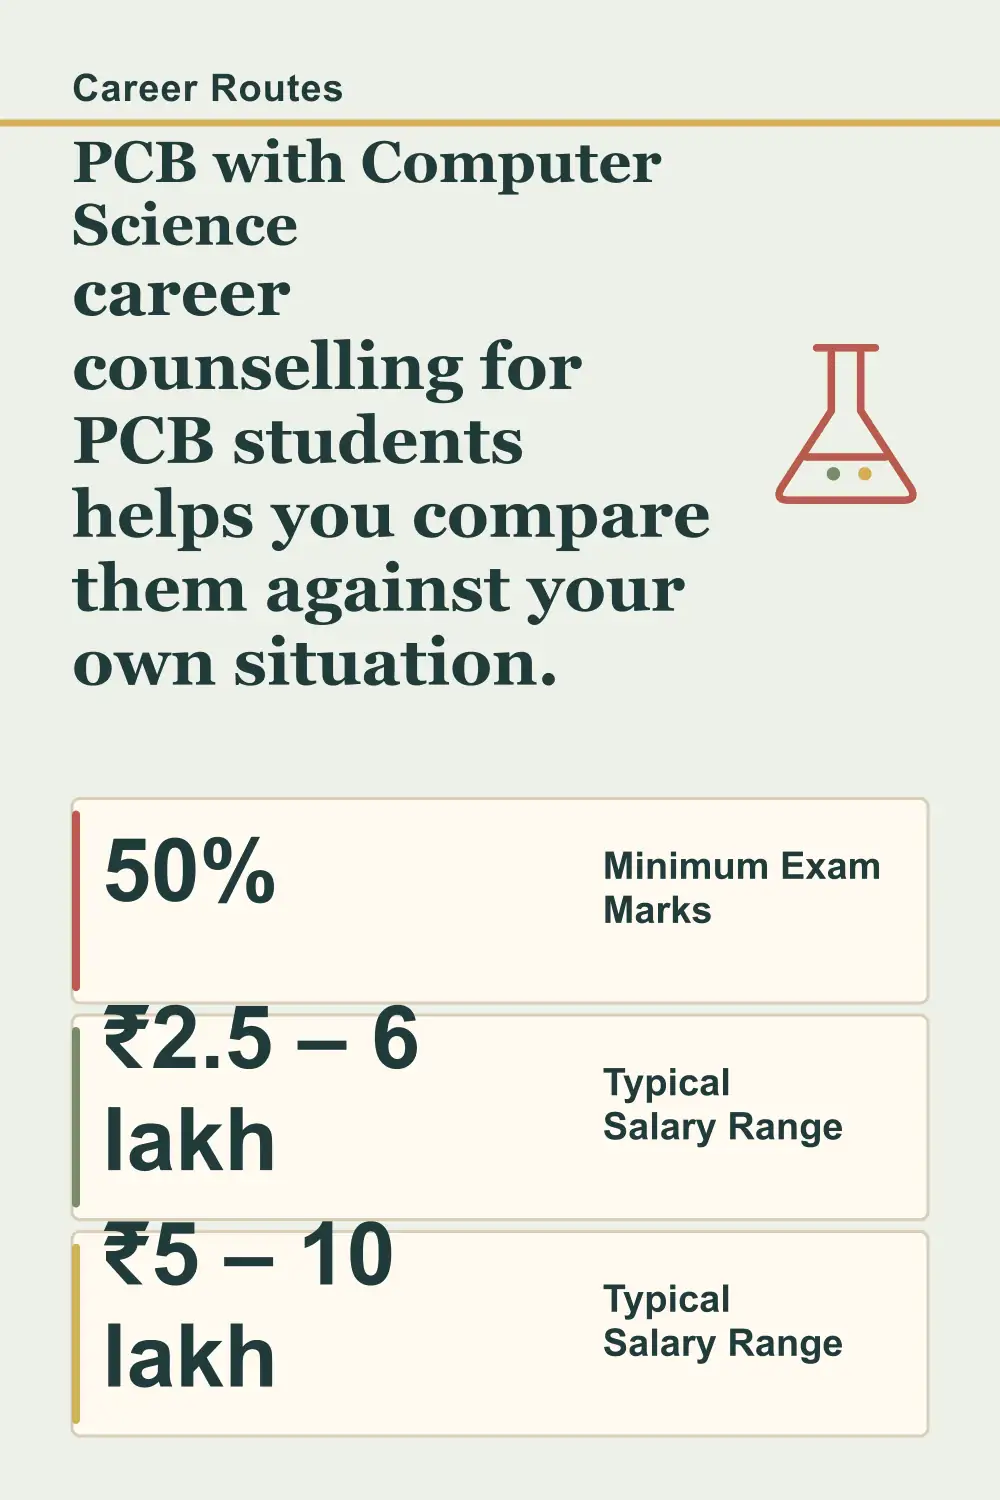 Career Routes
PCB with Computer
Science
career
counselling for
PCB students
helps you compare
them against your
own situation.
50%
Minimum Exam
Marks
₹2.5 – 6
lakh
Typical
Salary Range
₹5 – 10
lakh
Typical
Salary Range